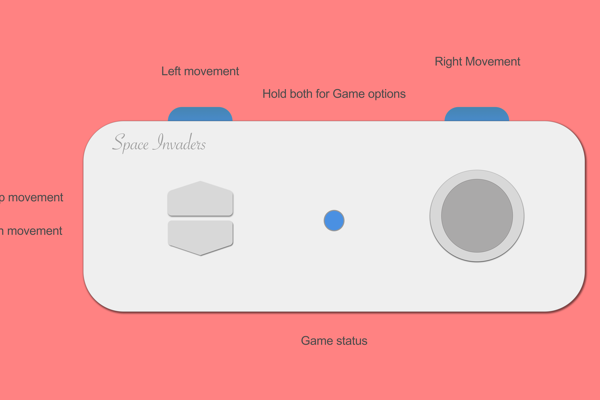 Right Movement
Left movement
Hold both for Game options
Space Invaders
movement
movement
Game status